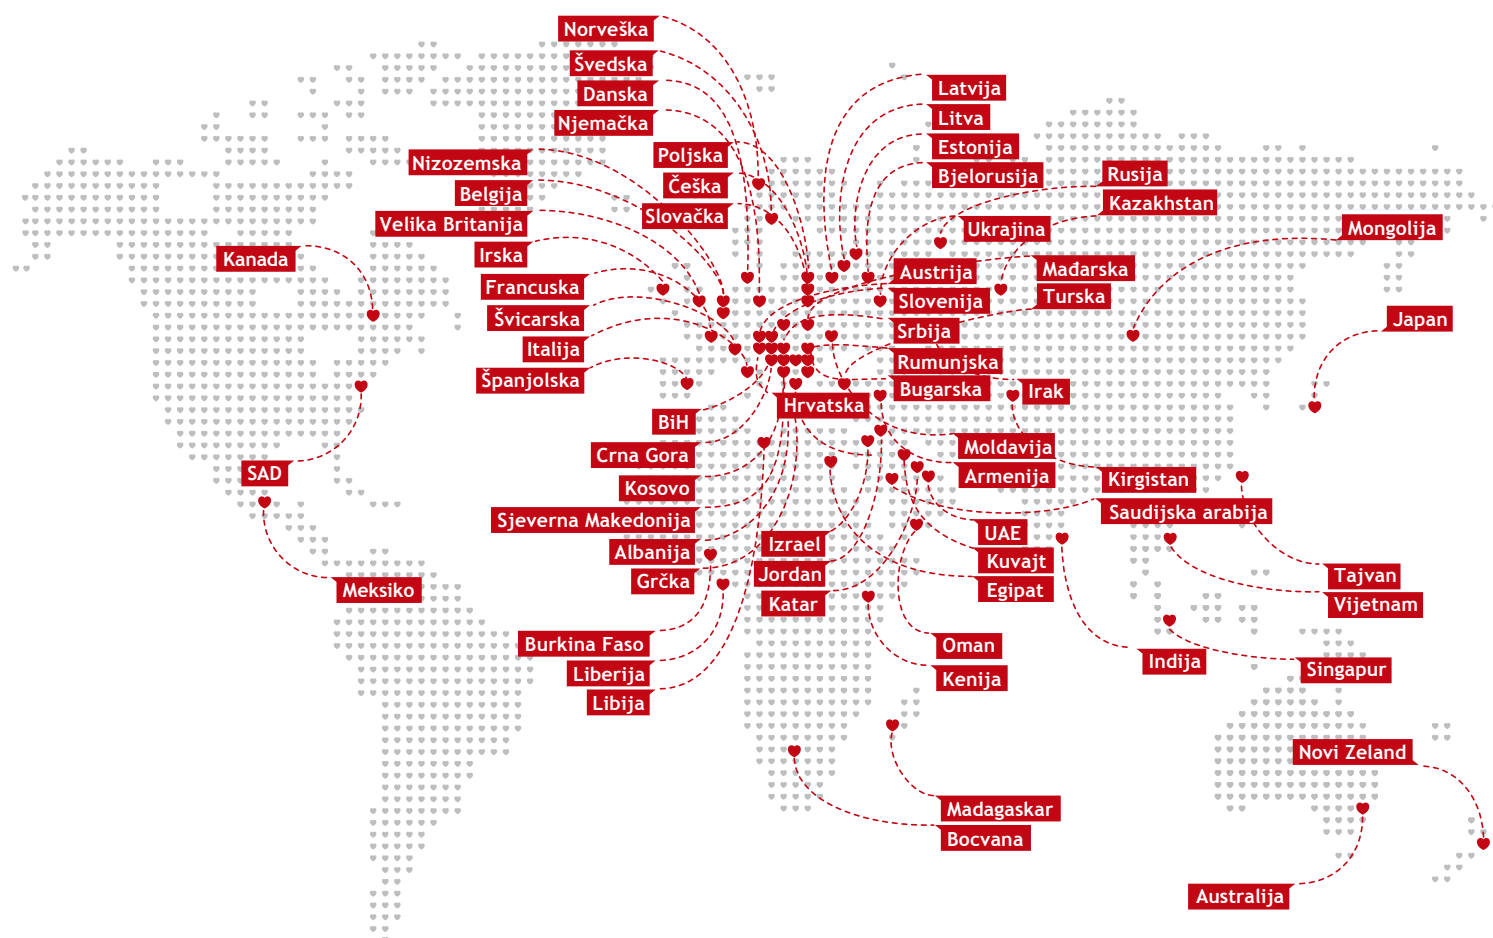 Norveška
Švedska
Danska
Njemačka
Poljska
Češka
Slovačka
Nizozemska
Belgija
Velika Britanija
Irska
Francuska
Švicarska
Italija
Španjolska
Kanada
SAD
Meksiko
Latvija
Litva
Estonija
Bjelorusija
Rusija
Kazakhstan
Ukrajina
Mongolija
Austrija
Mađarska
Slovenija
Turska
Srbija
Japan
Rumunjska
Bugarska
Irak
Hrvatska
BiH
Crna Gora
Kosovo
Sjeverna Makedonija
Albanija
Grčka
Moldavija
Armenija
Kirgistan
Saudijska arabija
Izrael
Jordan
Katar
UAE
Kuvajt
Egipat
Tajvan
Vijetnam
Burkina Faso
Liberija
Libija
Oman
Kenija
Indija
Singapur
Novi Zeland
Madagaskar
Bocvana
Australija